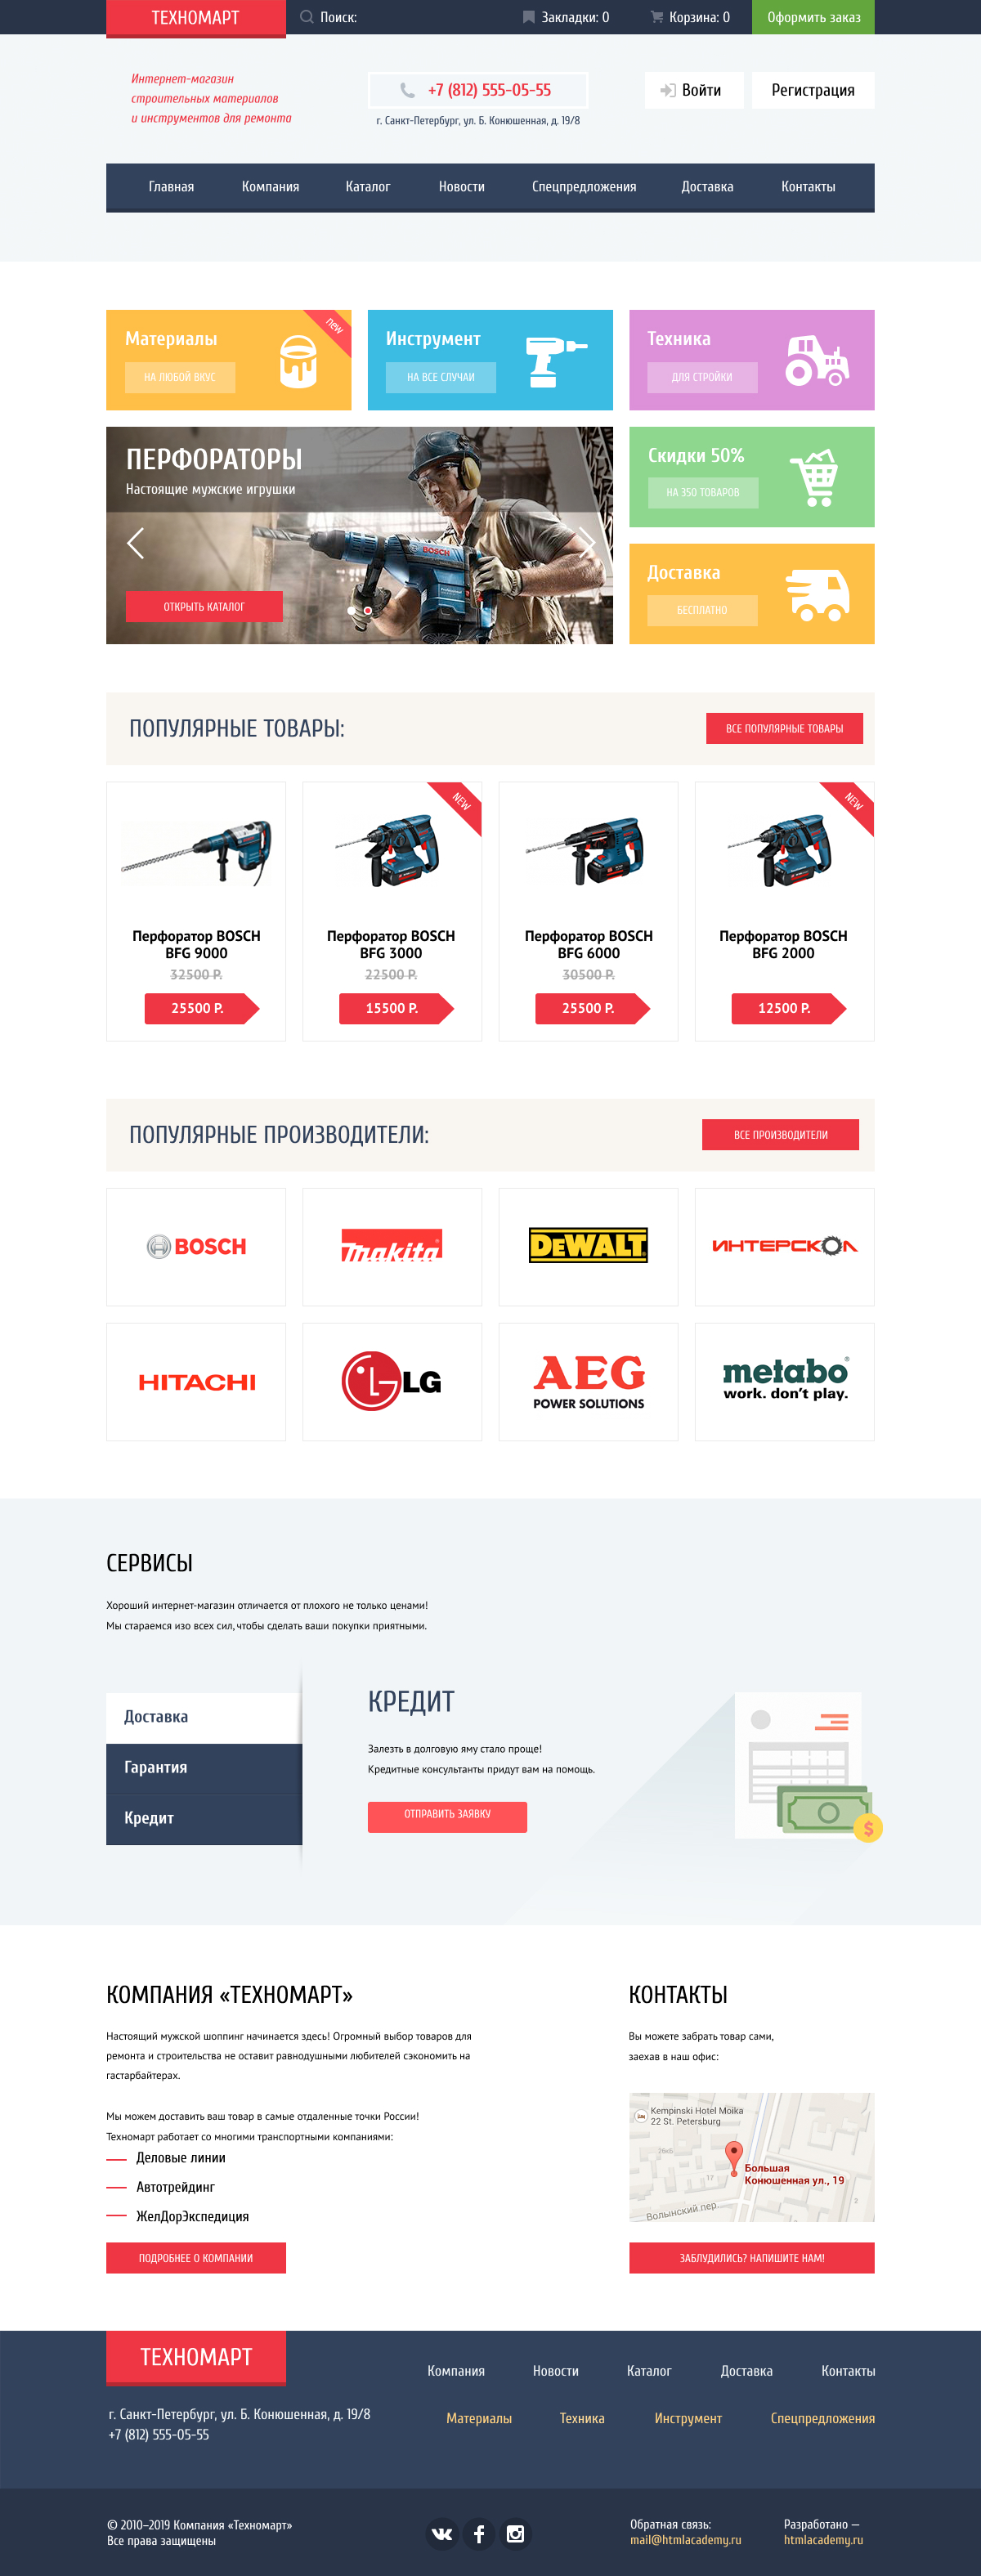 ТЕХНОМАРТ
Поиск:
Закладки: 0
Корзина: 0
Оформить заказ
Интернет-магазин
строительных материалов
и инструментов для ремонта
+7 (812) 555-05-55
г. Санкт-Петербург, ул. Б. Конюшенная, д. 19/8
Войти
Регистрация
Главная
Компания
Каталог
Новости
Спецпредложения
Доставка
Контакты
Материалы
НА ЛЮБОЙ ВКУС
new
Инструмент
НА ВСЕ СЛУЧАИ
Техника
ДЛЯ СТРОЙКИ
ПЕРФОРАТОРЫ
Настоящие мужские игрушки
BOSCH
ОТКРЫТЬ КАТАЛОГ
Скидки 50%
НА 350 ТОВАРОВ
Доставка
БЕСПЛАТНО
ПОПУЛЯРНЫЕ ТОВАРЫ:
ВСЕ ПОПУЛЯРНЫЕ ТОВАРЫ
Перфоратор BOSCH
BFG 9000
32500 Р.
25500 Р.
NEW
Перфоратор BOSCH
BFG 3000
22500 Р.
15500 Р.
Перфоратор BOSCH
BFG 6000
30500 Р.
25500 Р.
NEW
Перфоратор BOSCH
BFG 2000
12500 Р.
ПОПУЛЯРНЫЕ ПРОИЗВОДИТЕЛИ:
ВСЕ ПРОИЗВОДИТЕЛИ
BOSCH
makita
DEWALT
ИНТЕРСКОЛ
HITACHI
LG
AEG
POWER SOLUTIONS
metabo®
work. don't play.
СЕРВИСЫ
Хороший интернет-магазин отличается от плохого не только ценами!
Мы стараемся изо всех сил, чтобы сделать ваши покупки приятными.
Доставка
Гарантия
Кредит
КРЕДИТ
Залезть в долговую яму стало проще!
Кредитные консультанты придут вам на помощь.
ОТПРАВИТЬ ЗАЯВКУ
$
КОМПАНИЯ «ТЕХНОМАРТ»
Настоящий мужской шоппинг начинается здесь! Огромный выбор товаров для
ремонта и строительства не оставит равнодушными любителей сэкономить на
гастарбайтерах.
Мы можем доставить ваш товар в самые отдаленные точки России!
Техномарт работает со многими транспортными компаниями:
Деловые линии
Автотрейдинг
ЖелДорЭкспедиция
ПОДРОБНЕЕ О КОМПАНИИ
КОНТАКТЫ
Вы можете забрать товар сами,
заехав в наш офис:
Kempinski Hotel Moika
22 St. Petersburg
17
2
Большая
Конюшенная ул., 19
Волынский пер.
ЗАБЛУДИЛИСЬ? НАПИШИТЕ НАМ!
ТЕХНОМАРТ
г. Санкт-Петербург, ул. Б. Конюшенная, д. 19/8
+7 (812) 555-05-55
Компания
Новости
Каталог
Доставка
Контакты
Материалы
Техника
Инструмент
Спецпредложения
© 2010–2019 Компания «Техномарт»
Все права защищены
Обратная связь:
mail@htmlacademy.ru
Разработано —
htmlacademy.ru